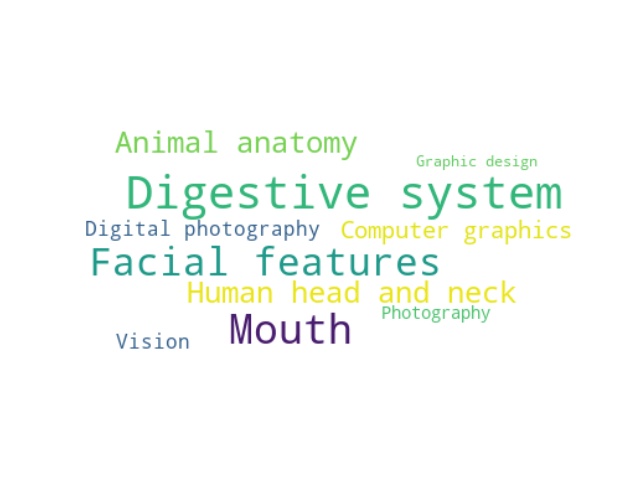 Animal anatomy
Graphic design
Digestive system
Digital photography
Computer graphics
Facial features
Human head and neck
Photography
Mouth
Vision